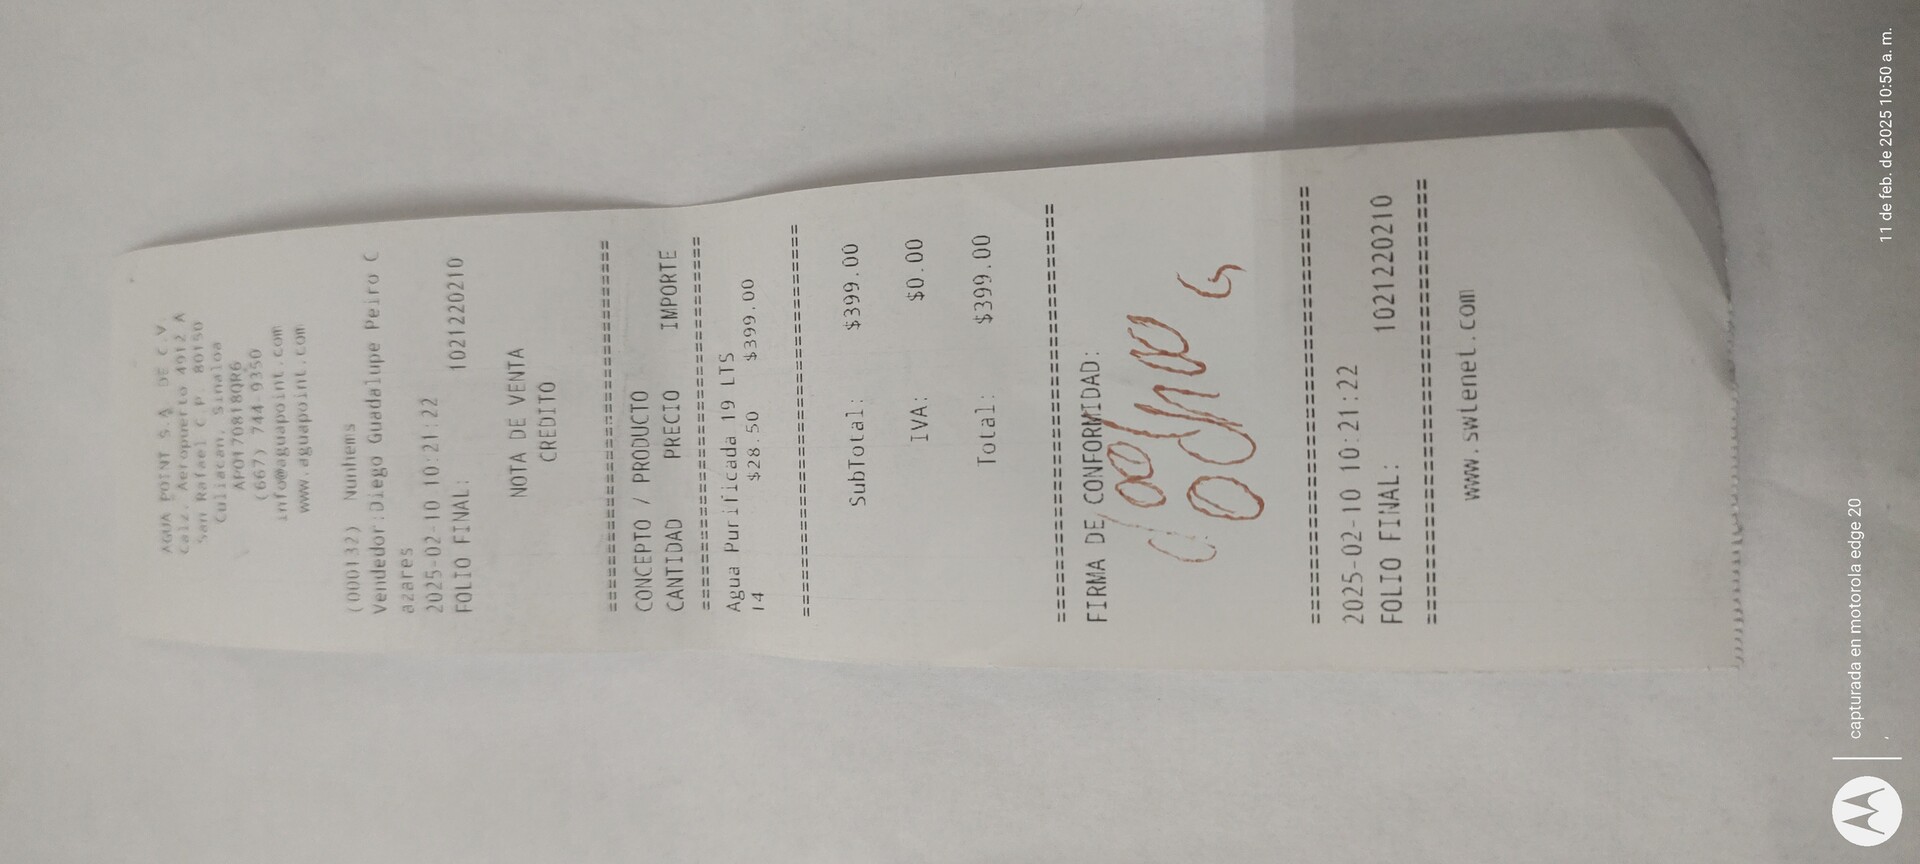 AGUA POINT S.A. DE C.V.
Calz. Aeropuerto 4912 A
San Rafael C.P. 80150
Culiacan, Sinaloa
APO170818QR6
(667) 744-9350
info@aguapoint.com
www.aguapoint.com
(000132) Nunhems
Vendedor:Diego Guadalupe Peiro C
azares
2025-02-10 10:21:22
FOLIO FINAL: 1021220210
NOTA DE VENTA
CREDITO
================================
CONCEPTO / PRODUCTO
CANTIDAD PRECIO IMPORTE
================================
Agua Purificada 19 LTS
14 $28.50 $399.00
================================
SubTotal: $399.00
IVA: $0.00
Total: $399.00
================================
FIRMA DE CONFORMIDAD:
================================
2025-02-10 10:21:22
FOLIO FINAL: 1021220210
================================
www.swtenet.com
capturada en motorola edge 20
11 de feb. de 2025 10:50 a. m.